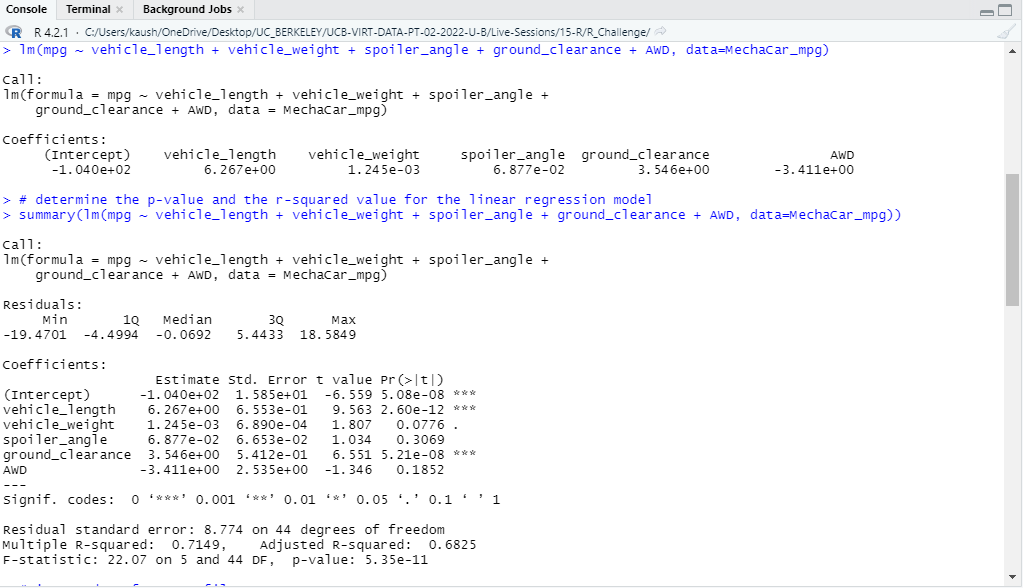 Console Terminal × Background Jobs ×
R 4.2.1 · C:/Users/kaush/OneDrive/Desktop/UC_BERKELEY/UCB-VIRT-DATA-PT-02-2022-U-B/Live-Sessions/15-R/R_Challenge/
> lm(mpg ~ vehicle_length + vehicle_weight + spoiler_angle + ground_clearance + AWD, data=MechaCar_mpg)

Call:
lm(formula = mpg ~ vehicle_length + vehicle_weight + spoiler_angle +
    ground_clearance + AWD, data = MechaCar_mpg)

Coefficients:
     (Intercept)    vehicle_length    vehicle_weight     spoiler_angle  ground_clearance               AWD
      -1.040e+02         6.267e+00         1.245e-03         6.877e-02         3.546e+00        -3.411e+00

> # determine the p-value and the r-squared value for the linear regression model
> summary(lm(mpg ~ vehicle_length + vehicle_weight + spoiler_angle + ground_clearance + AWD, data=MechaCar_mpg))

Call:
lm(formula = mpg ~ vehicle_length + vehicle_weight + spoiler_angle +
    ground_clearance + AWD, data = MechaCar_mpg)

Residuals:
     Min       1Q   Median       3Q      Max
-19.4701  -4.4994  -0.0692   5.4433  18.5849

Coefficients:
                   Estimate Std. Error t value Pr(>|t|)
(Intercept)      -1.040e+02  1.585e+01  -6.559 5.08e-08 ***
vehicle_length    6.267e+00  6.553e-01   9.563 2.60e-12 ***
vehicle_weight    1.245e-03  6.890e-04   1.807   0.0776 .
spoiler_angle     6.877e-02  6.653e-02   1.034   0.3069
ground_clearance  3.546e+00  5.412e-01   6.551 5.21e-08 ***
AWD              -3.411e+00  2.535e+00  -1.346   0.1852
---
Signif. codes:  0 ‘***’ 0.001 ‘**’ 0.01 ‘*’ 0.05 ‘.’ 0.1 ‘ ’ 1

Residual standard error: 8.774 on 44 degrees of freedom
Multiple R-squared:  0.7149,    Adjusted R-squared:  0.6825
F-statistic: 22.07 on 5 and 44 DF,  p-value: 5.35e-11